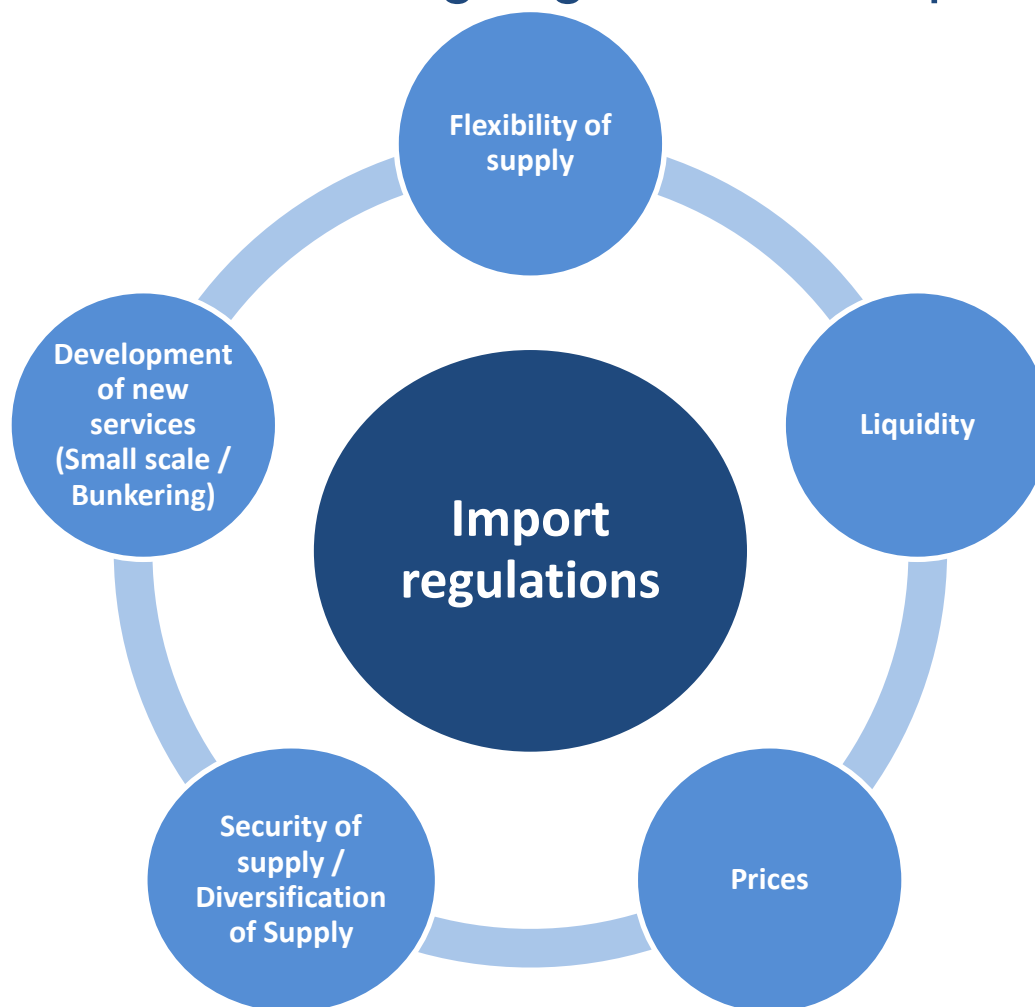 Flexibility of
supply
Development
of new
services
(Small scale /
Bunkering)
Liquidity
Import
regulations
Security of
supply /
Diversification
of Supply
Prices